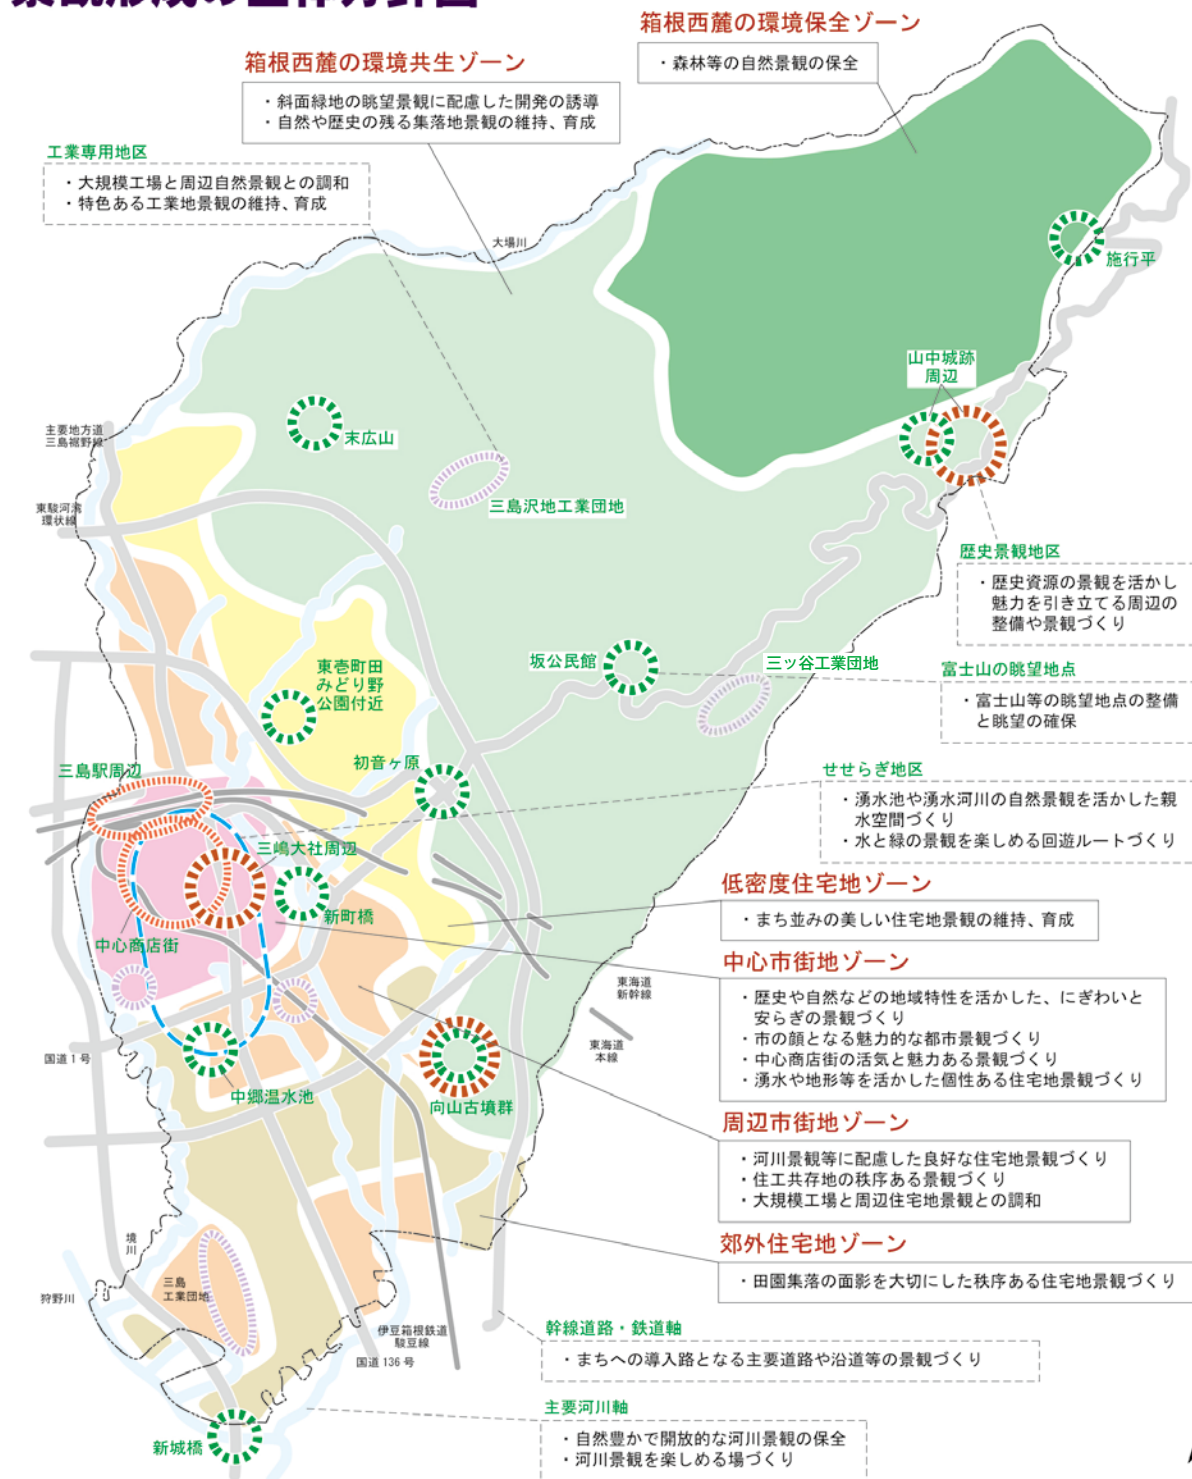 箱根西麓の環境保全ゾーン
・森林等の自然景観の保全
箱根西麓の環境共生ゾーン
・斜面緑地の眺望景観に配慮した開発の誘導
・自然や歴史の残る集落地景観の維持、育成
工業専用地区
・大規模工場と周辺自然景観との調和
・特色ある工業地景観の維持、育成
大場川
施行平
山中城跡
周辺
主要地方道
三島裾野線
末広山
三島沢地工業団地
東駿河湾
環状線
歴史景観地区
・歴史資源の景観を活かし
魅力を引き立てる周辺の
整備や景観づくり
東壱町田
みどり野
公園付近
坂公民館
三ッ谷工業団地
富士山の眺望地点
・富士山等の眺望地点の整備
と眺望の確保
三島駅周辺
初音ヶ原
せせらぎ地区
・湧水池や湧水河川の自然景観を活かした親
水空間づくり
・水と緑の景観を楽しめる回遊ルートづくり
三嶋大社周辺
新町橋
中心商店街
低密度住宅地ゾーン
・まち並みの美しい住宅地景観の維持、育成
中心市街地ゾーン
・歴史や自然などの地域特性を活かした、にぎわいと
安らぎの景観づくり
・市の顔となる魅力的な都市景観づくり
・中心商店街の活気と魅力ある景観づくり
・湧水や地形等を活かした個性ある住宅地景観づくり
東海道
新幹線
東海道
本線
国道1号
中郷温水池
向山古墳群
周辺市街地ゾーン
・河川景観等に配慮した良好な住宅地景観づくり
・住工共存地の秩序ある景観づくり
・大規模工場と周辺住宅地景観との調和
郊外住宅地ゾーン
・田園集落の面影を大切にした秩序ある住宅地景観づくり
境
川
狩野川
三島
工業団地
伊豆箱根鉄道
駿豆線
国道136号
幹線道路・鉄道軸
・まちへの導入路となる主要道路や沿道等の景観づくり
主要河川軸
・自然豊かで開放的な河川景観の保全
・河川景観を楽しめる場づくり
新城橋